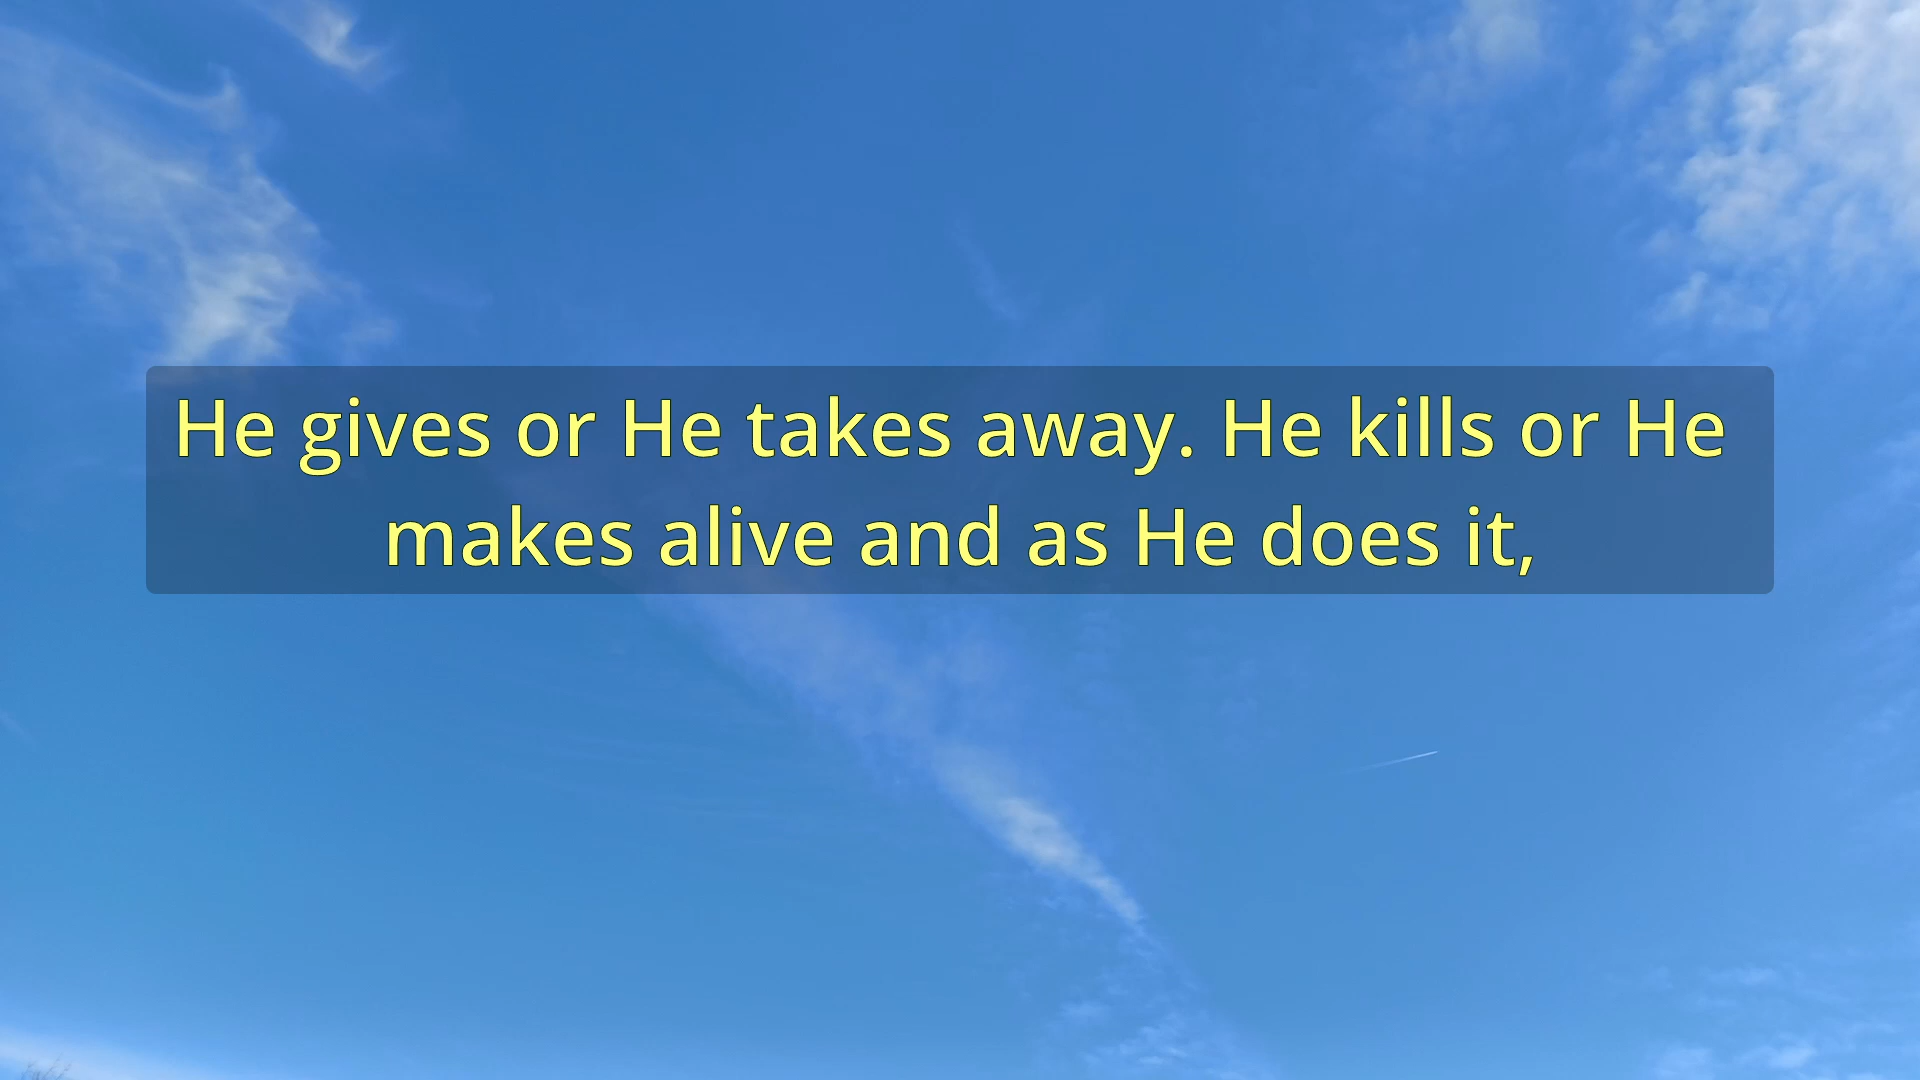 He gives or He takes away. He kills or He
makes alive and as He does it,